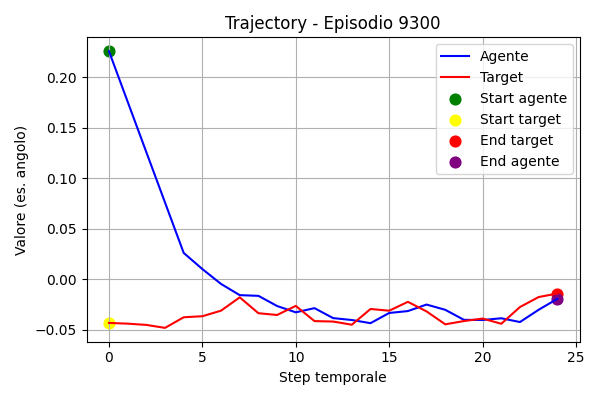 Trajectory - Episodio 9300
Valore (es. angolo)
0.20
0.15
0.10
0.05
0.00
−0.05
0
5
10
15
20
25
Step temporale
Agente
Target
Start agente
Start target
End target
End agente